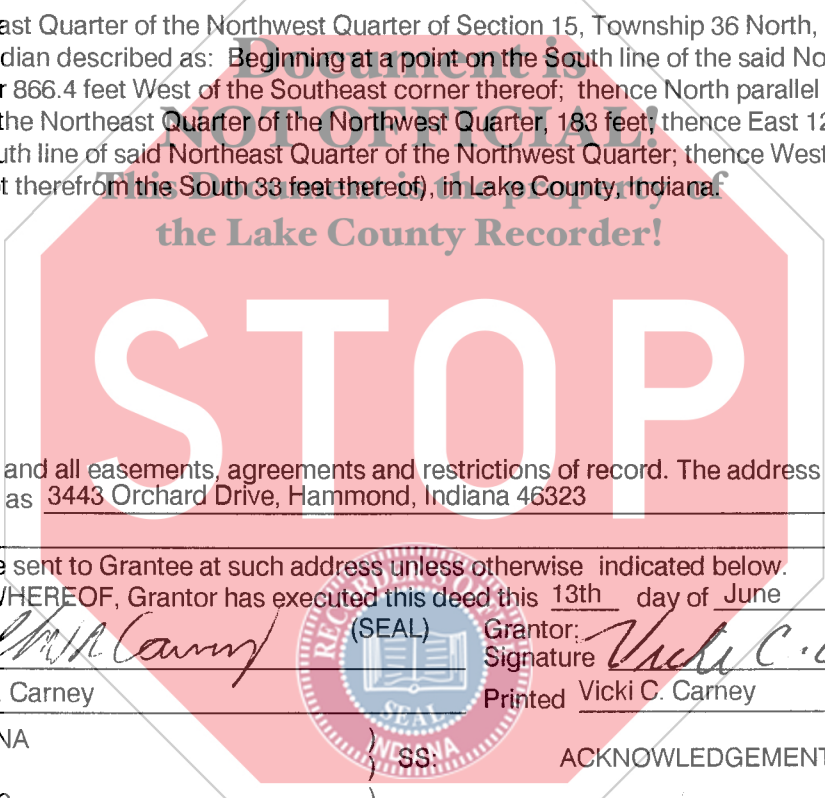 ast Quarter of the Northwest Quarter of Section 15, Township 36 North,
dian described as: Beginning at a point on the South line of the said No
Document is
r 866.4 feet West of the Southeast corner thereof; thence North parallel
the Northeast Quarter of the Northwest Quarter, 183 feet; thence East 12
NOT OFFICIAL!
uth line of said Northeast Quarter of the Northwest Quarter; thence West
t therefrom the South 33 feet thereof), in Lake County, Indiana.
This Document is the property of
the Lake County Recorder!
STOP
and all easements, agreements and restrictions of record. The address
as 3443 Orchard Drive, Hammond, Indiana 46323
e sent to Grantee at such address unless otherwise indicated below.
WHEREOF, Grantor has executed this deed this 13th day of June
(SEAL) Grantor:
Carney Signature Vicki C.
Carney Printed Vicki C. Carney
RECORDER'S OFFICE
SEAL
INDIANA
NA ) SS: ACKNOWLEDGEMENT